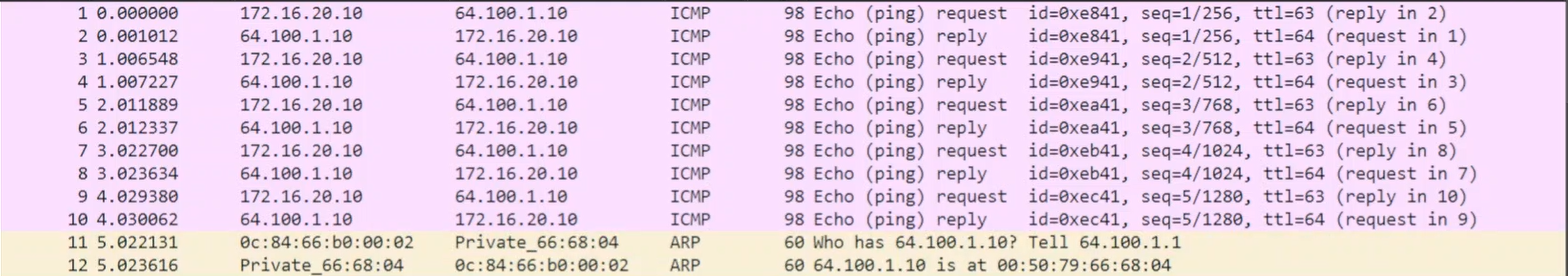 1 0.000000 172.16.20.10 64.100.1.10 ICMP 98 Echo (ping) request id=0xe841, seq=1/256, ttl=63 (reply in 2)
2 0.001012 64.100.1.10 172.16.20.10 ICMP 98 Echo (ping) reply id=0xe841, seq=1/256, ttl=64 (request in 1)
3 1.006548 172.16.20.10 64.100.1.10 ICMP 98 Echo (ping) request id=0xe941, seq=2/512, ttl=63 (reply in 4)
4 1.007227 64.100.1.10 172.16.20.10 ICMP 98 Echo (ping) reply id=0xe941, seq=2/512, ttl=64 (request in 3)
5 2.011889 172.16.20.10 64.100.1.10 ICMP 98 Echo (ping) request id=0xea41, seq=3/768, ttl=63 (reply in 6)
6 2.012337 64.100.1.10 172.16.20.10 ICMP 98 Echo (ping) reply id=0xea41, seq=3/768, ttl=64 (request in 5)
7 3.022700 172.16.20.10 64.100.1.10 ICMP 98 Echo (ping) request id=0xeb41, seq=4/1024, ttl=63 (reply in 8)
8 3.023634 64.100.1.10 172.16.20.10 ICMP 98 Echo (ping) reply id=0xeb41, seq=4/1024, ttl=64 (request in 7)
9 4.029380 172.16.20.10 64.100.1.10 ICMP 98 Echo (ping) request id=0xec41, seq=5/1280, ttl=63 (reply in 10)
10 4.030062 64.100.1.10 172.16.20.10 ICMP 98 Echo (ping) reply id=0xec41, seq=5/1280, ttl=64 (request in 9)
11 5.022131 0c:84:66:b0:00:02 Private_66:68:04 ARP 60 Who has 64.100.1.10? Tell 64.100.1.1
12 5.023616 Private_66:68:04 0c:84:66:b0:00:02 ARP 60 64.100.1.10 is at 00:50:79:66:68:04